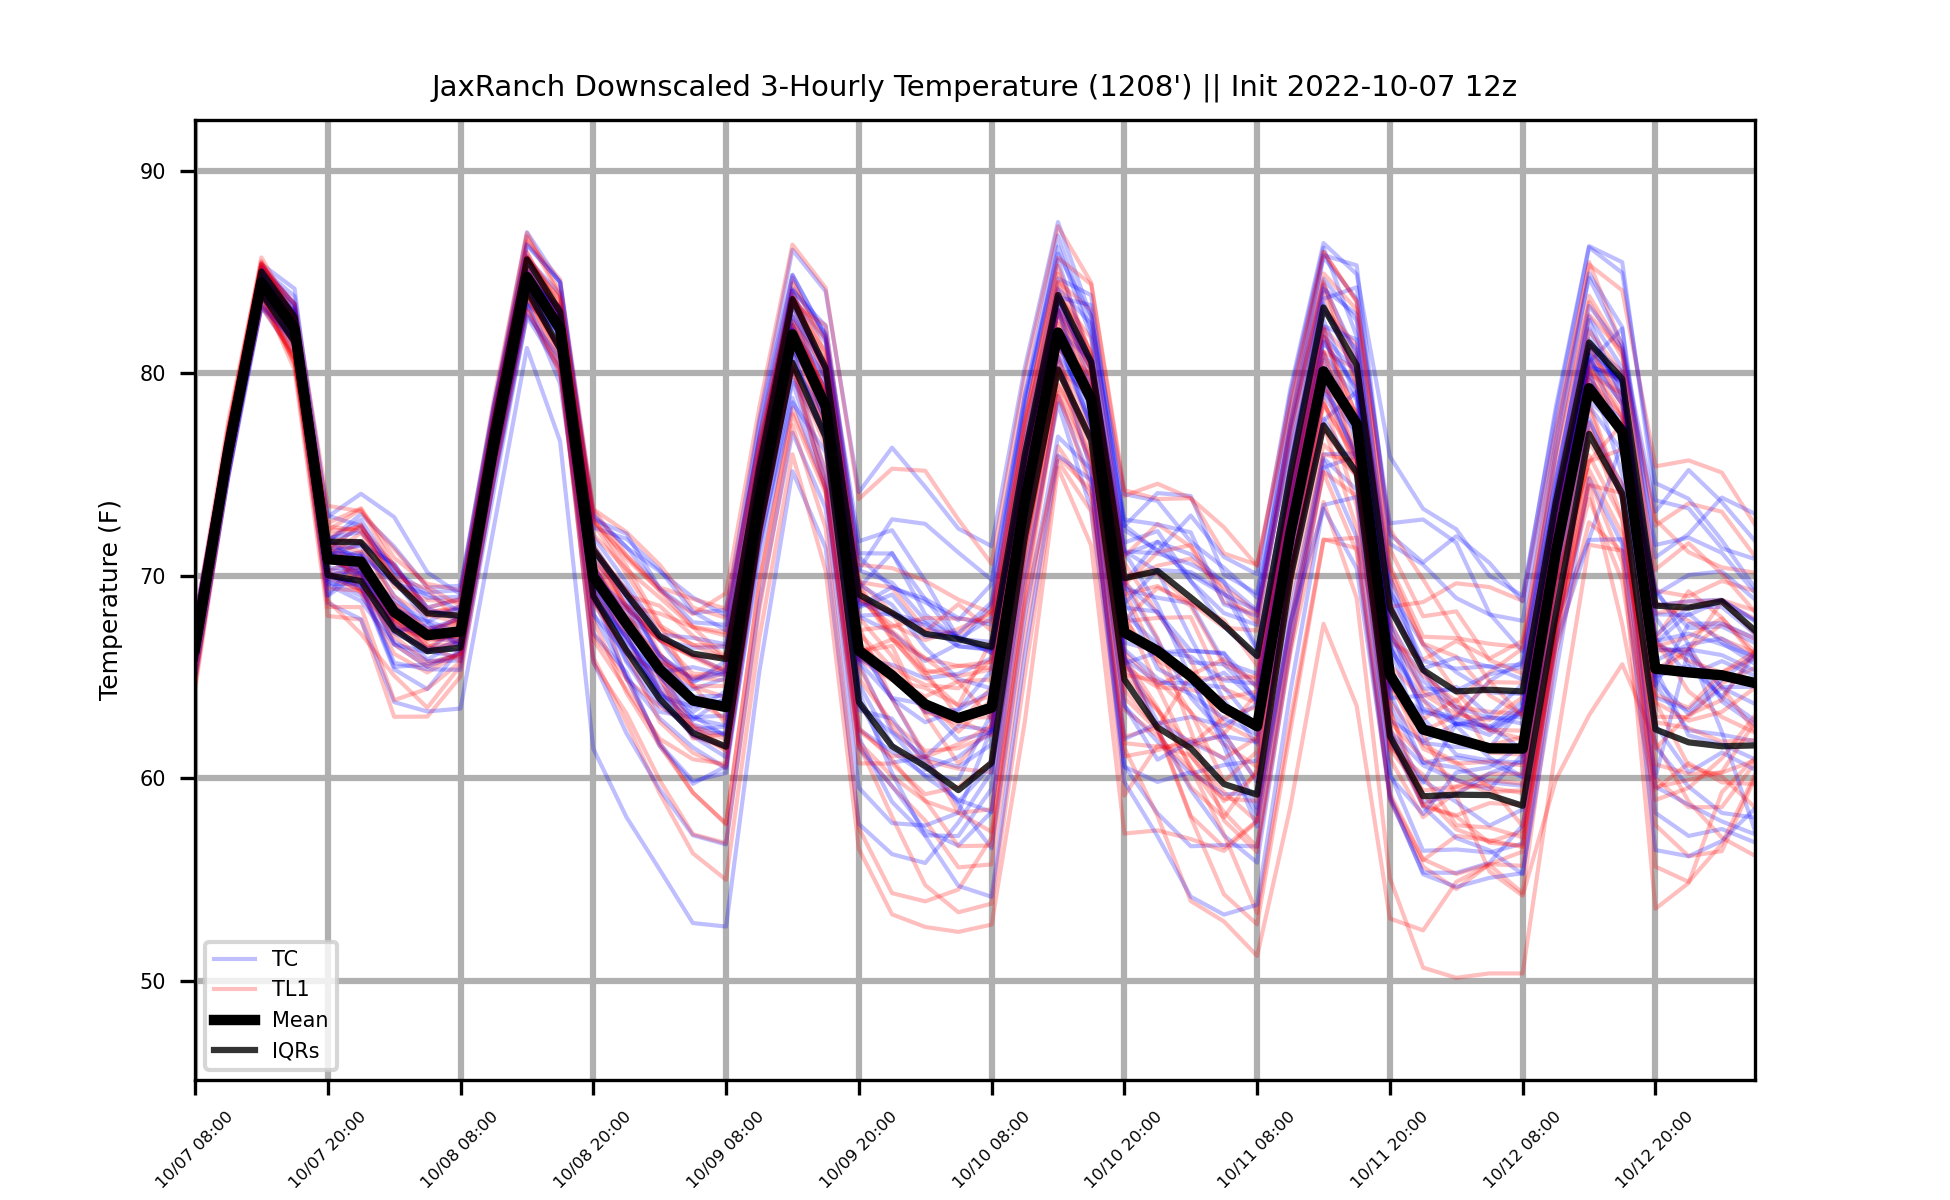 JaxRanch Downscaled 3-Hourly Temperature (1208') || Init 2022-10-07 12z
Temperature (F)
90
80
70
60
50
TC
TL1
Mean
IQRs
10/07 08:00
10/07 20:00
10/08 08:00
10/08 20:00
10/09 08:00
10/09 20:00
10/10 08:00
10/10 20:00
10/11 08:00
10/11 20:00
10/12 08:00
10/12 20:00